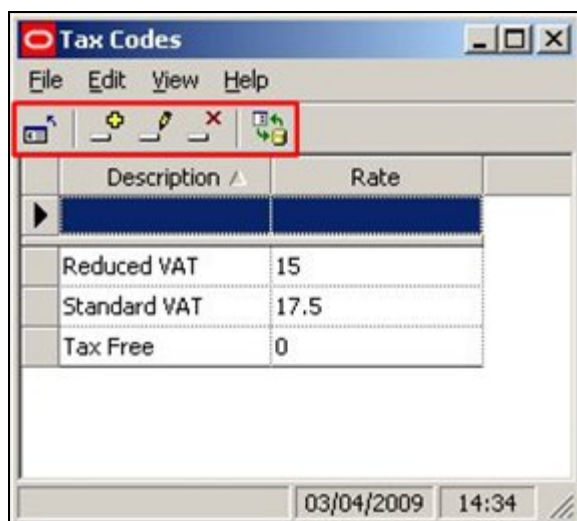 Tax Codes
File Edit View Help
Description Rate
Reduced VAT 15
Standard VAT 17.5
Tax Free 0
03/04/2009 14:34